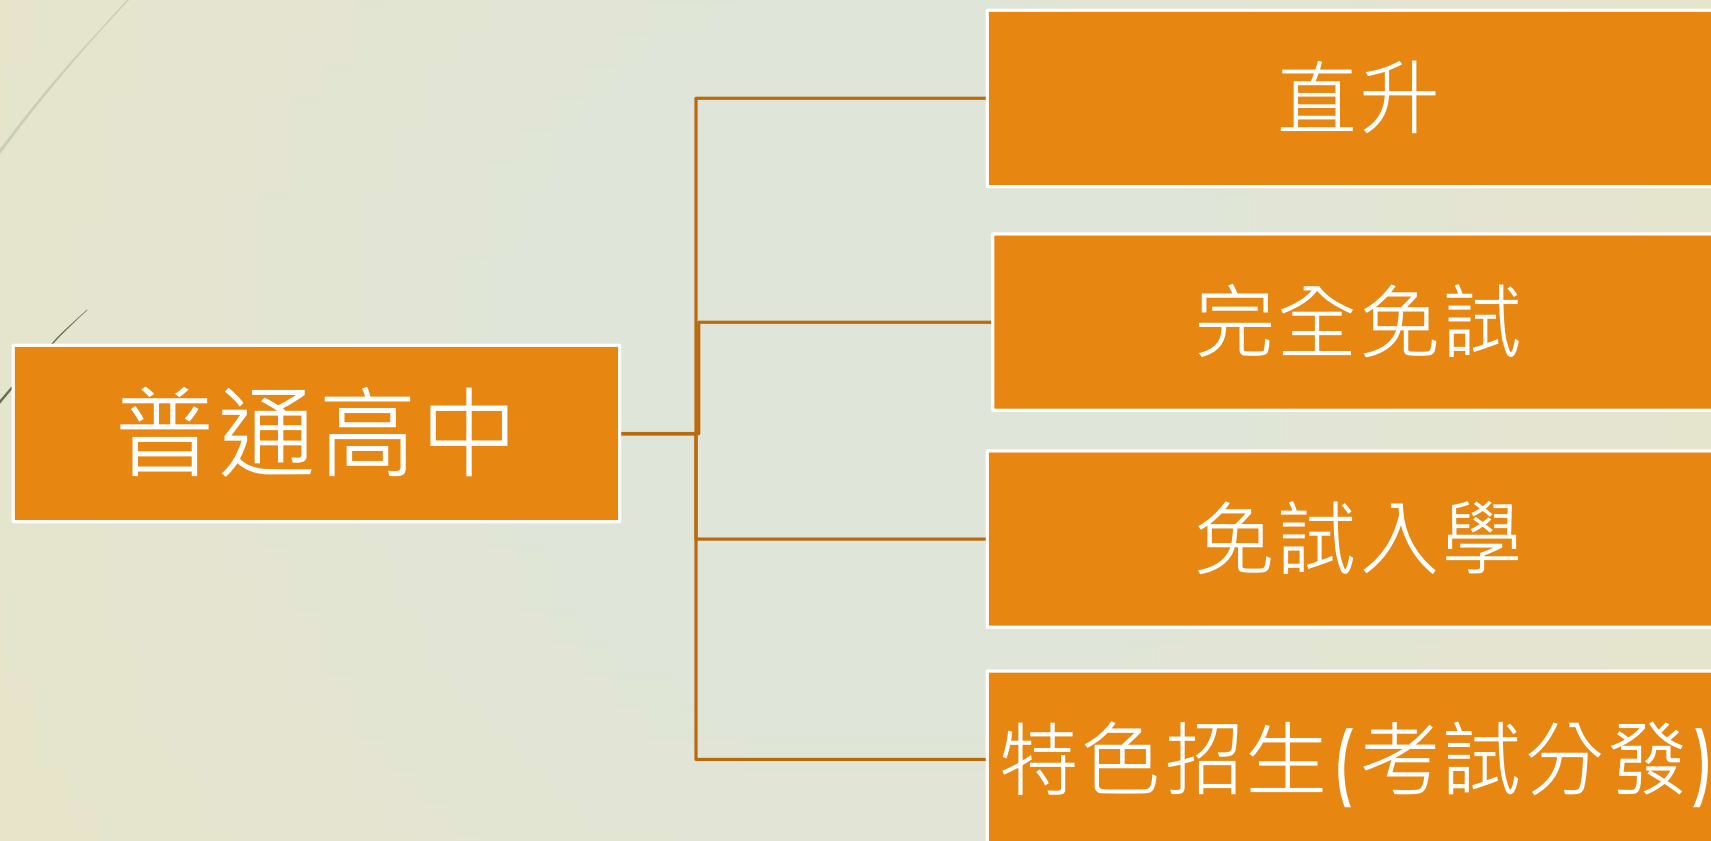 普通高中
直升
完全免試
免試入學
特色招生(考試分發)